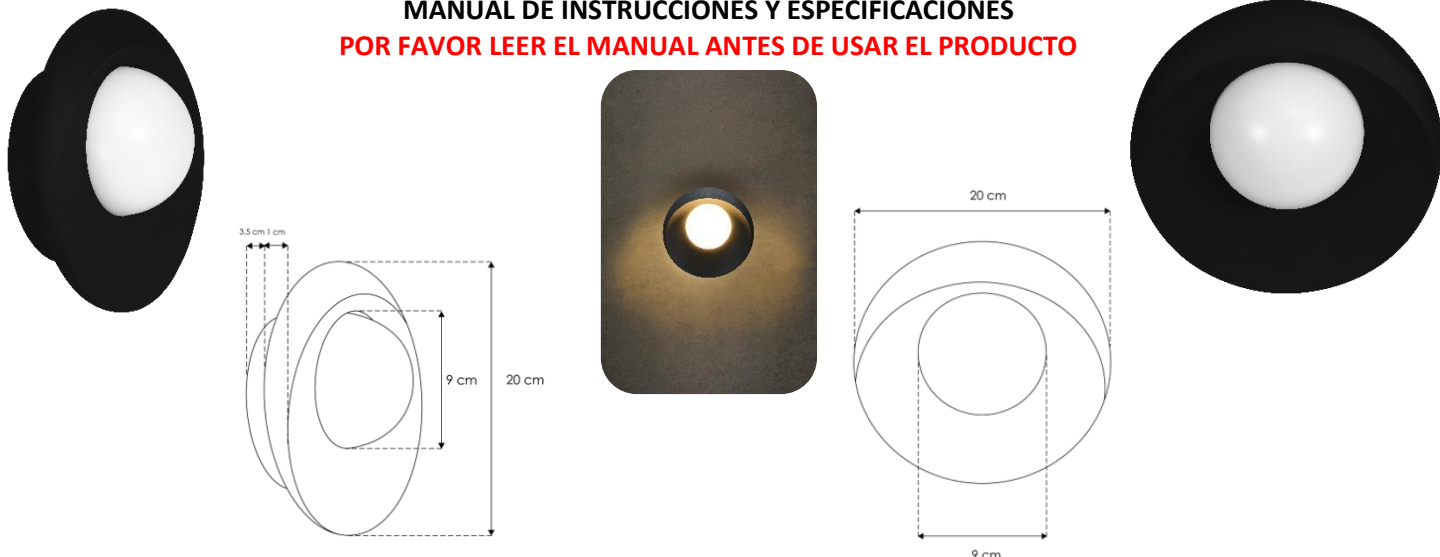 MANUAL DE INSTRUCCIONES Y ESPECIFICACIONES
POR FAVOR LEER EL MANUAL ANTES DE USAR EL PRODUCTO
3.5 cm 1 cm
9 cm
20 cm
20 cm
9 cm